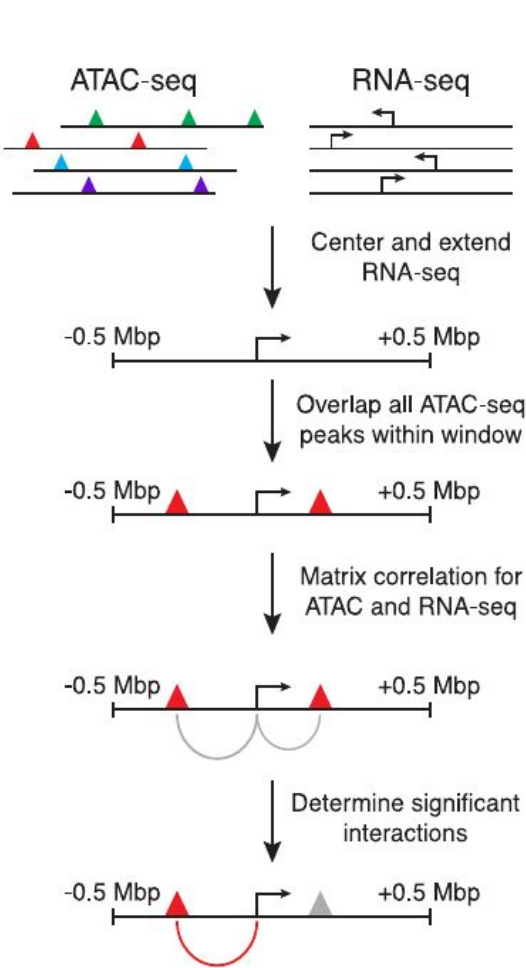 ATAC-seq RNA-seq
Center and extend
RNA-seq
-0.5 Mbp +0.5 Mbp
Overlap all ATAC-seq
peaks within window
-0.5 Mbp +0.5 Mbp
Matrix correlation for
ATAC and RNA-seq
-0.5 Mbp +0.5 Mbp
Determine significant
interactions
-0.5 Mbp +0.5 Mbp